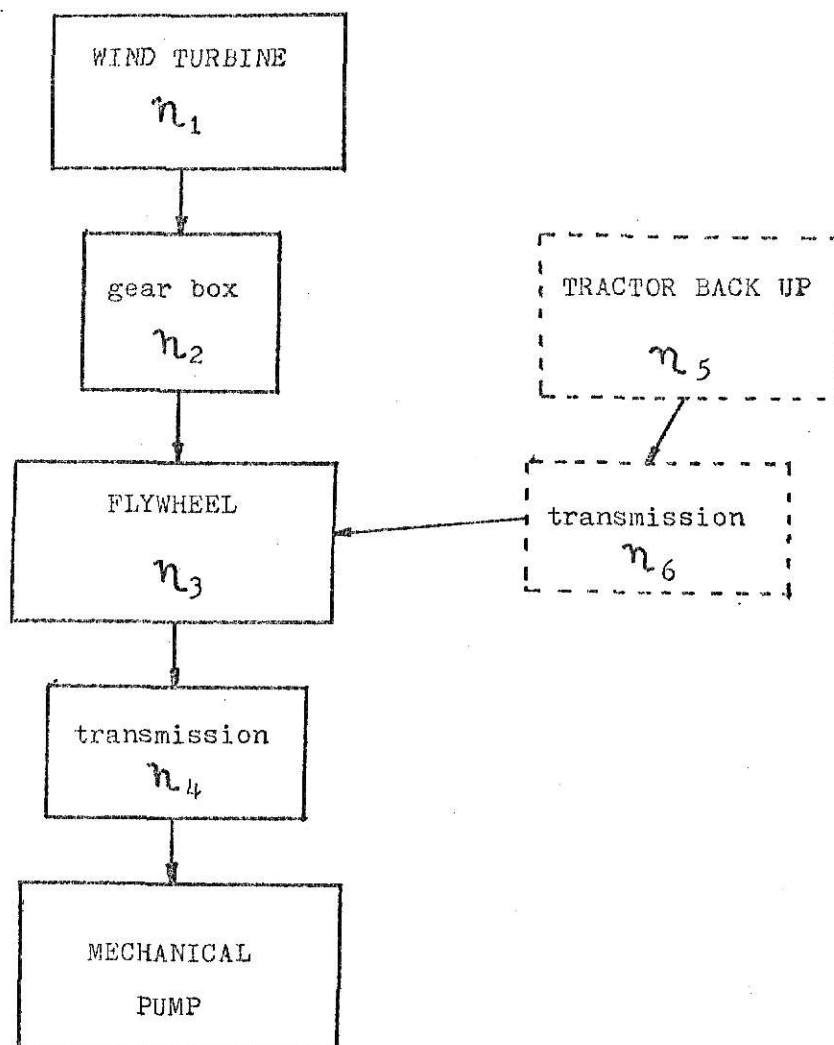 WIND TURBINE
η₁
gear box
η₂
TRACTOR BACK UP
η₅
FLYWHEEL
η₃
transmission
η₆
transmission
η₄
MECHANICAL
PUMP